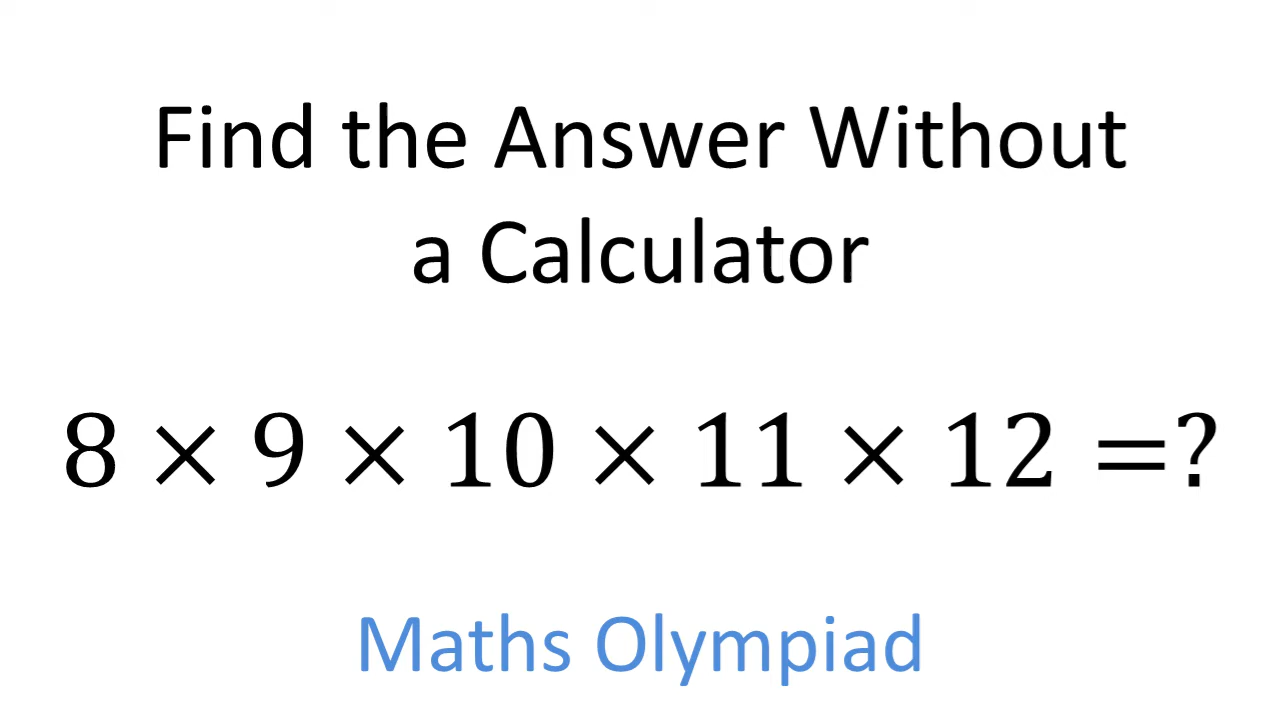 Find the Answer Without
a Calculator
8 × 9 × 10 × 11 × 12 =?
Maths Olympiad